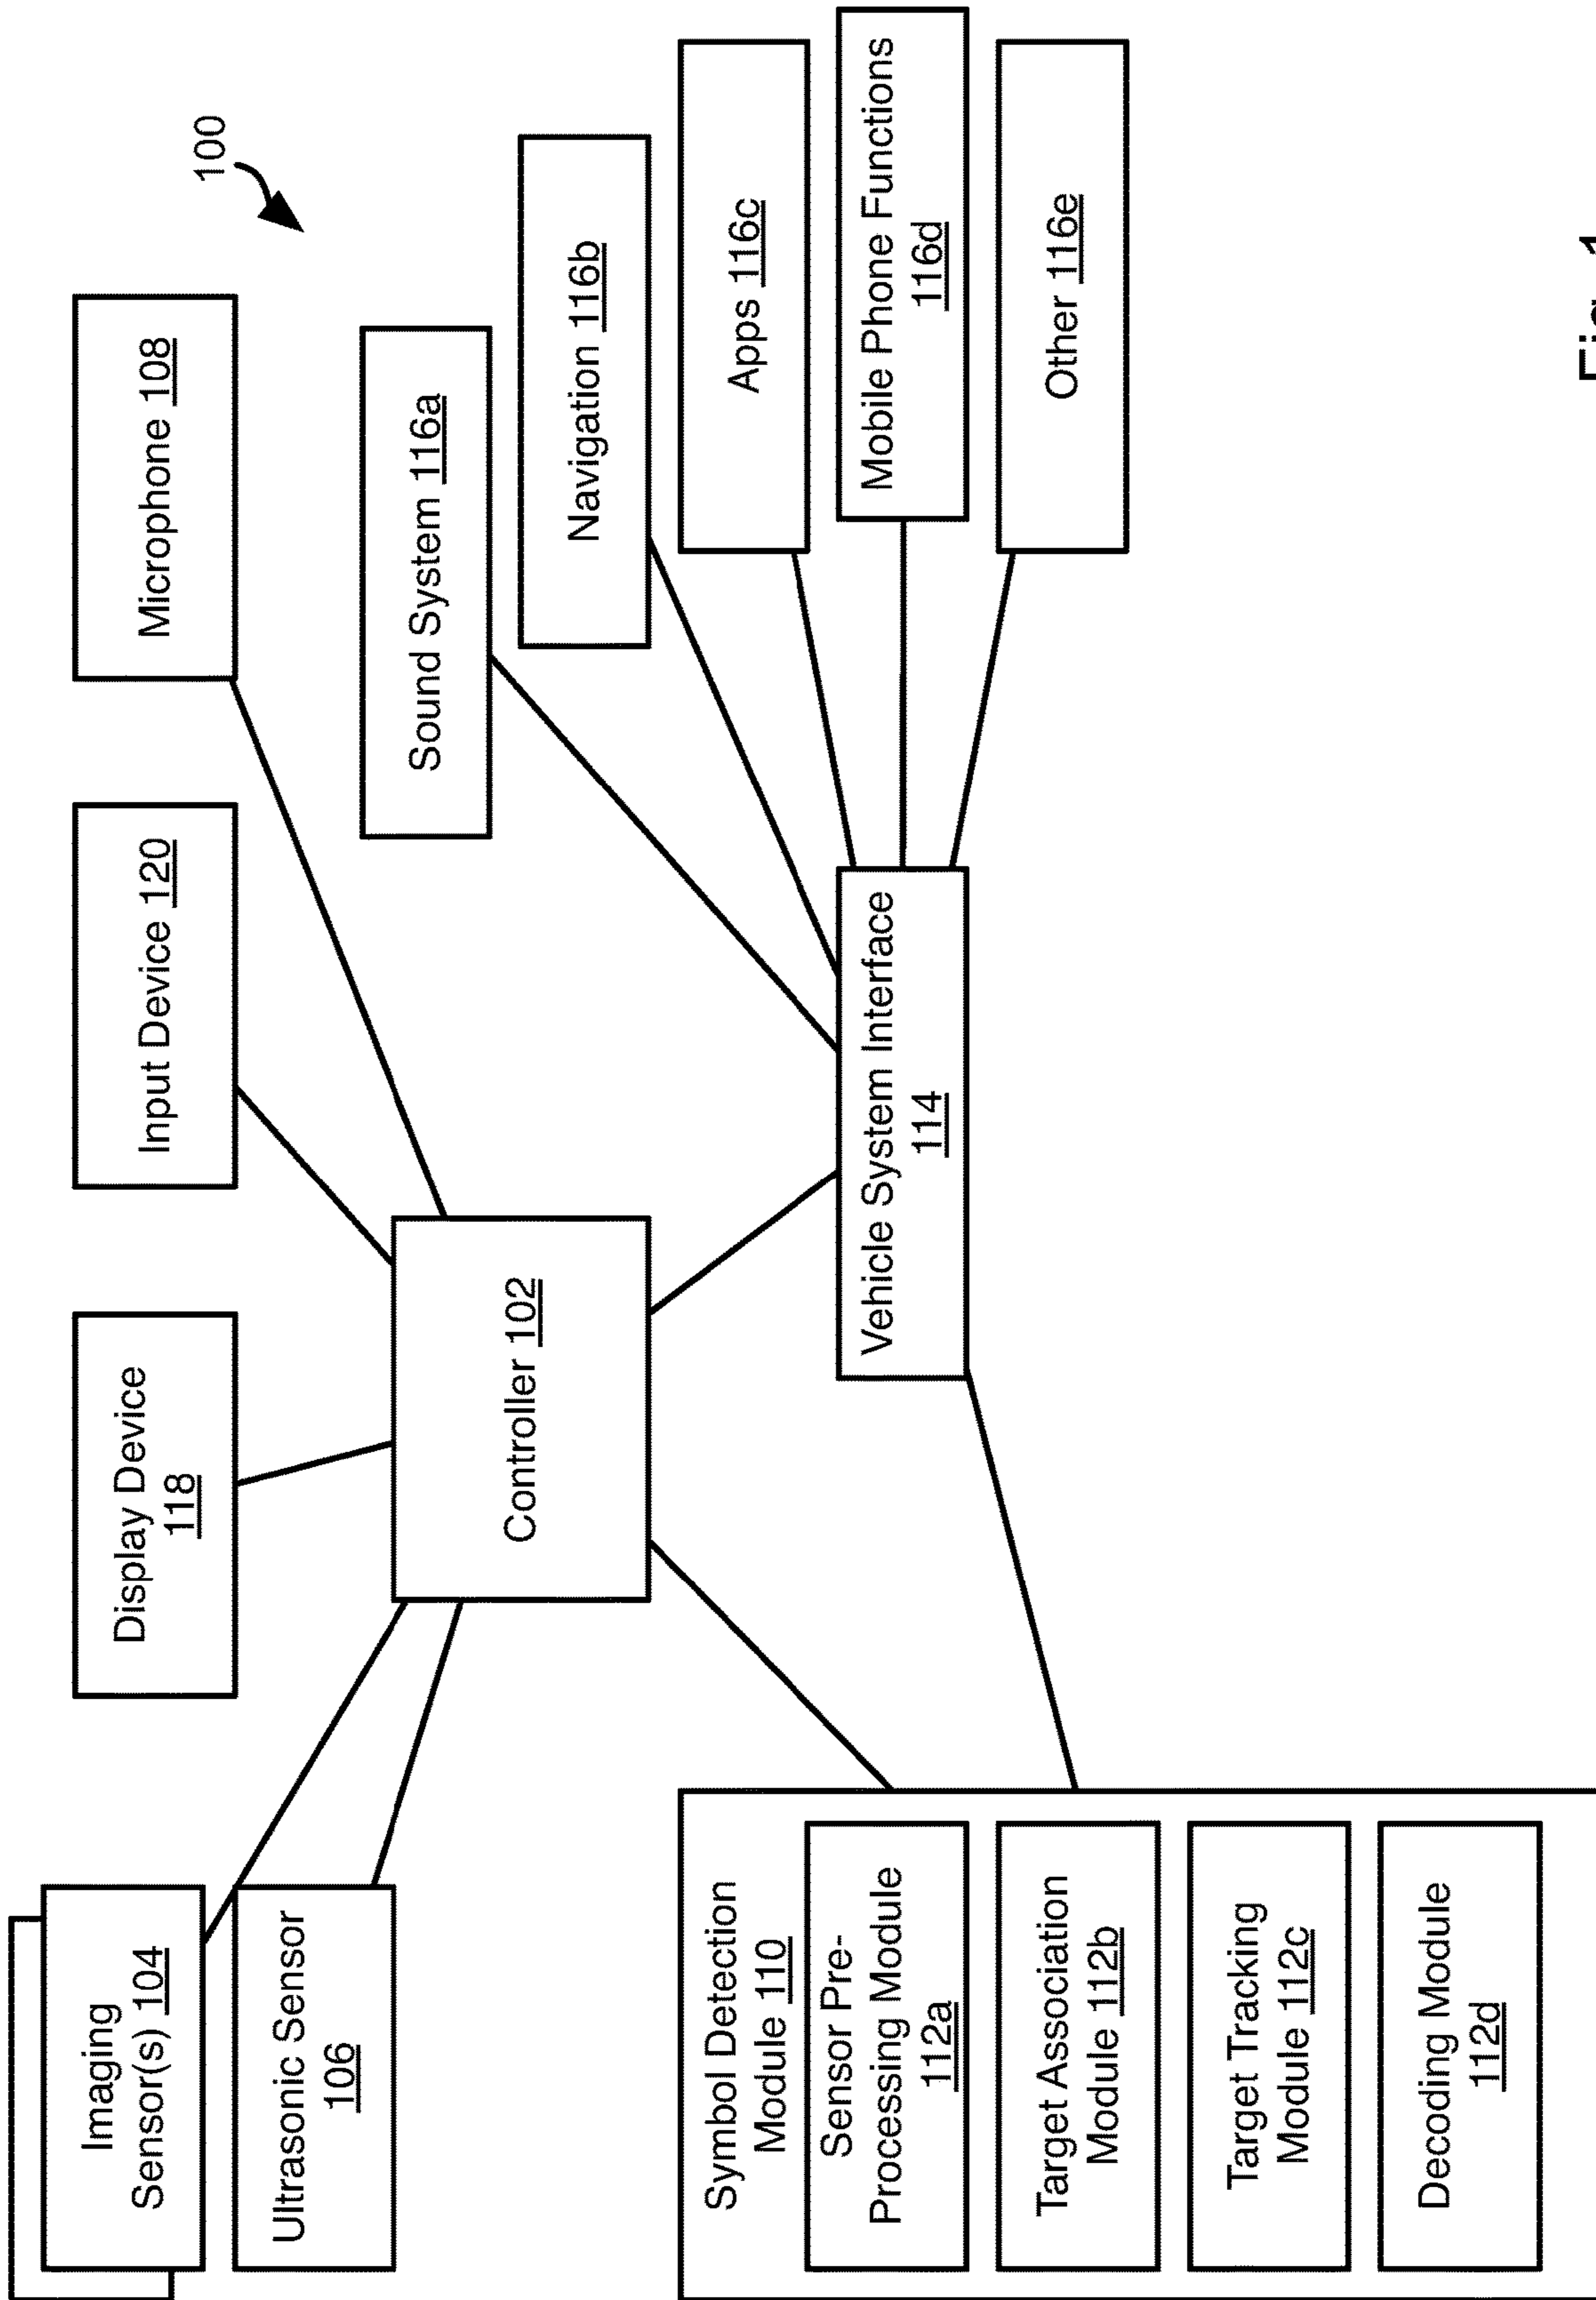 100
Imaging
Sensor(s) 104
Display Device
118
Input Device 120
Microphone 108
Ultrasonic Sensor
106
Controller 102
Sound System 116a
Navigation 116b
Symbol Detection
Module 110
Sensor Pre-
Processing Module
112a
Target Association
Module 112b
Target Tracking
Module 112c
Decoding Module
112d
Vehicle System Interface
114
Apps 116c
Mobile Phone Functions
116d
Other 116e
Fig. 1